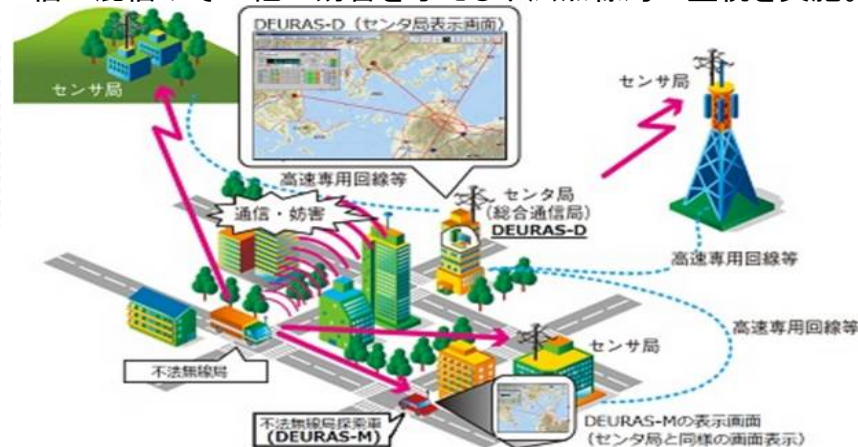 DEURAS-D（センタ局表示画面）
センサ局
センサ局
高速専用回線等
通信・妨害
センタ局
（総合通信局）
DEURAS-D
高速専用回線等
高速専用回線等
センサ局
不法無線局
不法無線局探索車
（DEURAS-M）
DEURAS-Mの表示画面
（センタ局と同様の画面表示）